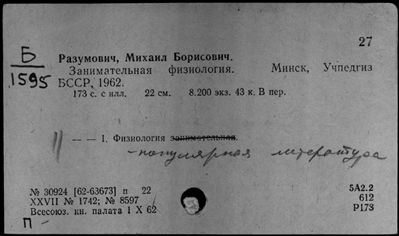 27
Б
1595
Разумович, Михаил Борисович.
Занимательная физиология. Минск, Учпедгиз
БССР, 1962.
173 с. с илл. 22 см. 8.200 экз. 43 к. В пер.
|| — — 1. Физиология занимательная.
- популярная литература
№ 30924 [62-63673] п 22
XXVII № 1742; № 8597
Всесоюз. кн. палата 1 X 62
П -
5А2.2
612
Р173